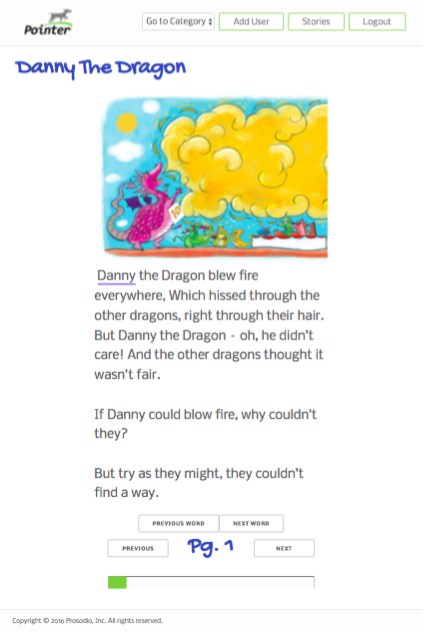 Pointer
Go to Category
Add User
Stories
Logout
Danny The Dragon
10
Danny the Dragon blew fire
everywhere, Which hissed through the
other dragons, right through their hair.
But Danny the Dragon - oh, he didn't
care! And the other dragons thought it
wasn't fair.
If Danny could blow fire, why couldn't
they?
But try as they might, they couldn't
find a way.
PREVIOUS WORD
NEXT WORD
PREVIOUS
Pg. 1
NEXT
Copyright © 2016 Prosodio, Inc. All rights reserved.